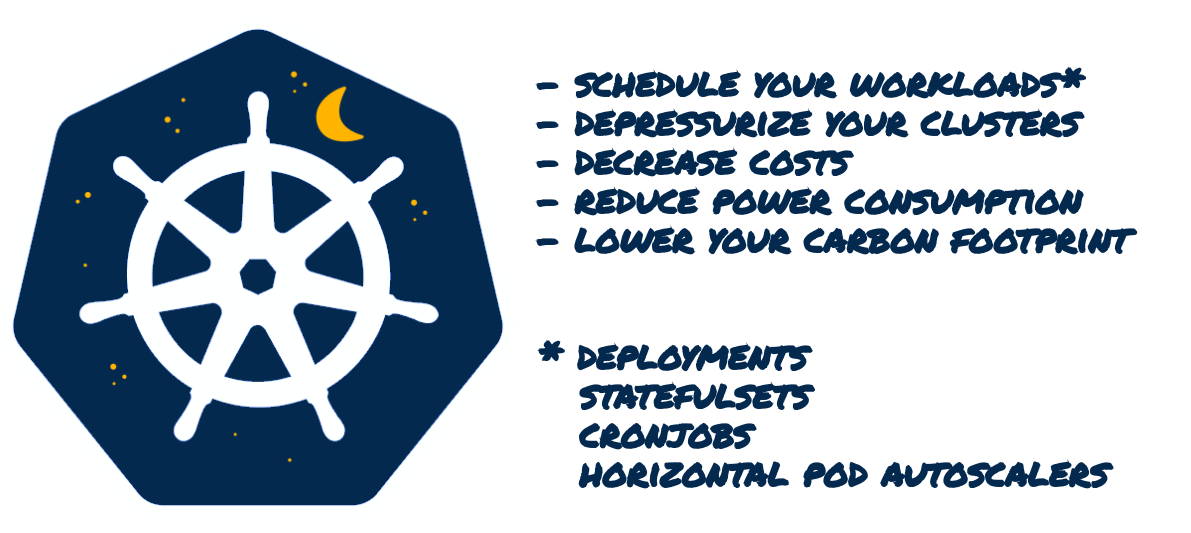 - SCHEDULE YOUR WORKLOADS*
- DEPRESSURIZE YOUR CLUSTERS
- DECREASE COSTS
- REDUCE POWER CONSUMPTION
- LOWER YOUR CARBON FOOTPRINT
* DEPLOYMENTS
STATEFULSETS
CRONJOBS
HORIZONTAL POD AUTOSCALERS